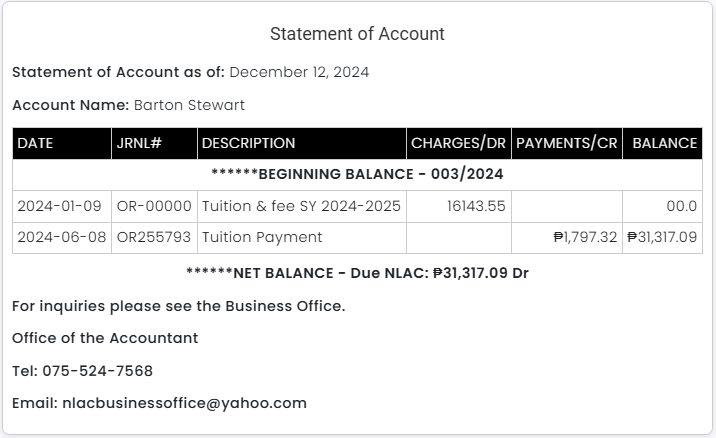 Statement of Account
Statement of Account as of: December 12, 2024
Account Name: Barton Stewart
DATE JRNL# DESCRIPTION CHARGES/DR PAYMENTS/CR BALANCE
******BEGINNING BALANCE - 003/2024
2024-01-09 OR-00000 Tuition & fee SY 2024-2025 16143.55 00.0
2024-06-08 OR255793 Tuition Payment ₱1,797.32 ₱31,317.09
******NET BALANCE - Due NLAC: ₱31,317.09 Dr
For inquiries please see the Business Office.
Office of the Accountant
Tel: 075-524-7568
Email: nlacbusinessoffice@yahoo.com